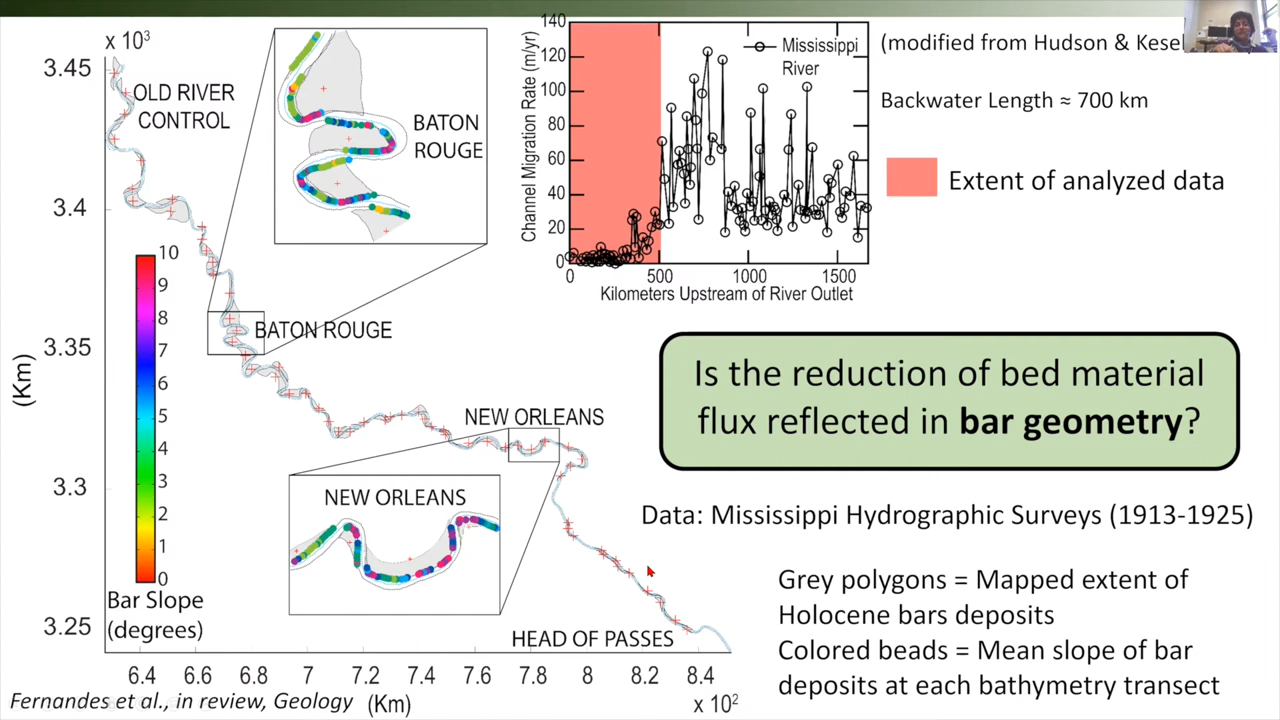 x 10³
3.45
3.4
3.35
3.3
3.25
(Km)
OLD RIVER
CONTROL
BATON
ROUGE
BATON ROUGE
NEW ORLEANS
NEW ORLEANS
HEAD OF PASSES
10
9
8
7
6
5
4
3
2
1
0
Bar Slope
(degrees)
6.4
6.6
6.8
7
7.2
7.4
7.6
7.8
8
8.2
8.4
(Km)
x 10²
Fernandes et al., in review, Geology
140
120
100
80
60
40
20
0
Channel Migration Rate (m/yr)
Mississippi
River
0
500
1000
1500
Kilometers Upstream of River Outlet
(modified from Hudson & Kese
Backwater Length ≈ 700 km
Extent of analyzed data
Is the reduction of bed material
flux reflected in bar geometry?
Data: Mississippi Hydrographic Surveys (1913-1925)
Grey polygons = Mapped extent of
Holocene bars deposits
Colored beads = Mean slope of bar
deposits at each bathymetry transect